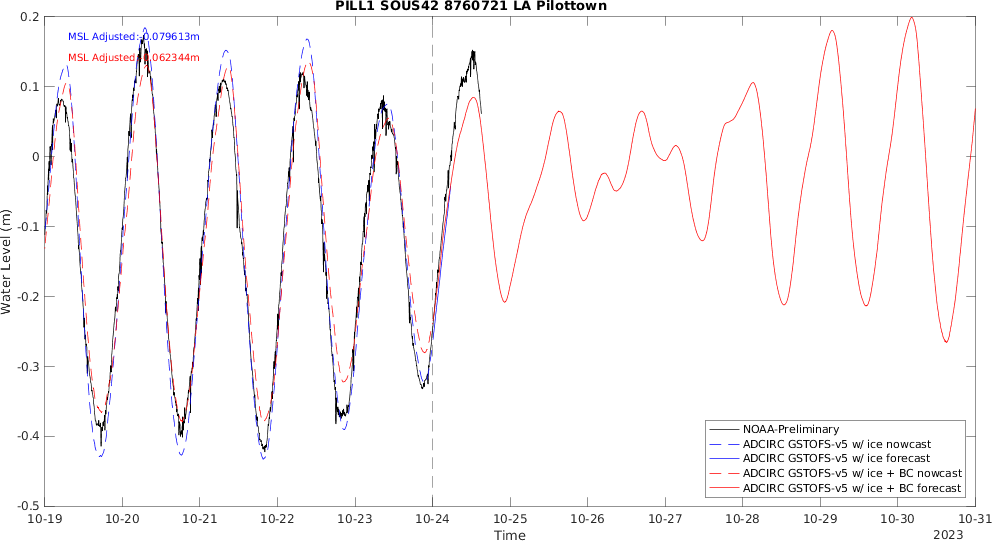 PILL1 SOUS42 8760721 LA Pilottown
MSL Adjusted:-0.079613m
MSL Adjusted:-0.062344m
0.2
0.1
0
-0.1
-0.2
-0.3
-0.4
-0.5
Water Level (m)
NOAA-Preliminary
ADCIRC GSTOFS-v5 w/ ice nowcast
ADCIRC GSTOFS-v5 w/ ice forecast
ADCIRC GSTOFS-v5 w/ ice + BC nowcast
ADCIRC GSTOFS-v5 w/ ice + BC forecast
10-19 10-20 10-21 10-22 10-23 10-24 10-25 10-26 10-27 10-28 10-29 10-30 10-31
Time
2023